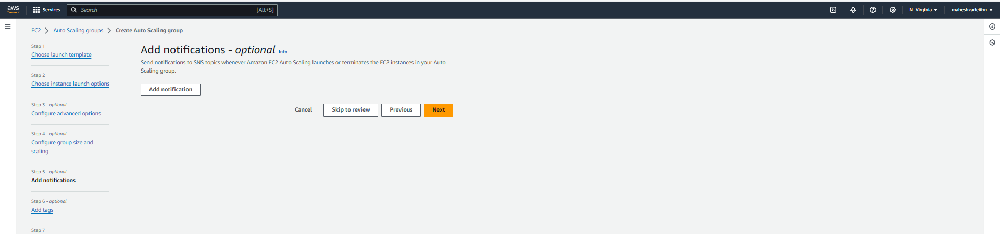 aws Services Search [Alt+S] N. Virginia maheshzadeiitm
EC2 Auto Scaling groups Create Auto Scaling group
Step 1
Choose launch template
Step 2
Choose instance launch options
Step 3 - optional
Configure advanced options
Step 4 - optional
Configure group size and
scaling
Step 5 - optional
Add notifications
Step 6 - optional
Add tags
Step 7
Add notifications - optional Info
Send notifications to SNS topics whenever Amazon EC2 Auto Scaling launches or terminates the EC2 instances in your Auto
Scaling group.
Add notification
Cancel Skip to review Previous Next